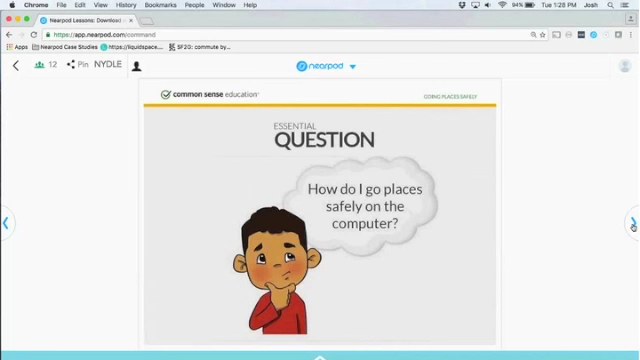 Chrome File Edit View History Bookmarks People Window Help
94% Tue 1:28 PM Josh
Nearpod Lessons: Download,
Josh
https://app.nearpod.com/command
Apps Nearpod Case Studies https://liquidspace. SF20: commute by...
12 Pin NYDLE nearpod
common sense education
GOING PLACES SAFELY
ESSENTIAL
QUESTION
How do I go places
safely on the
computer?